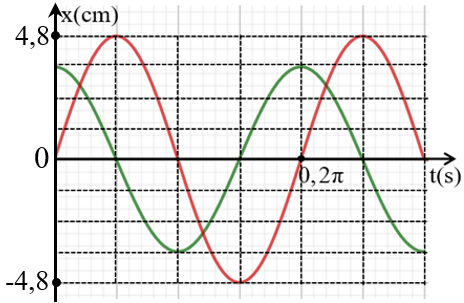 x(cm)
4,8
0
0,2π
t(s)
-4,8